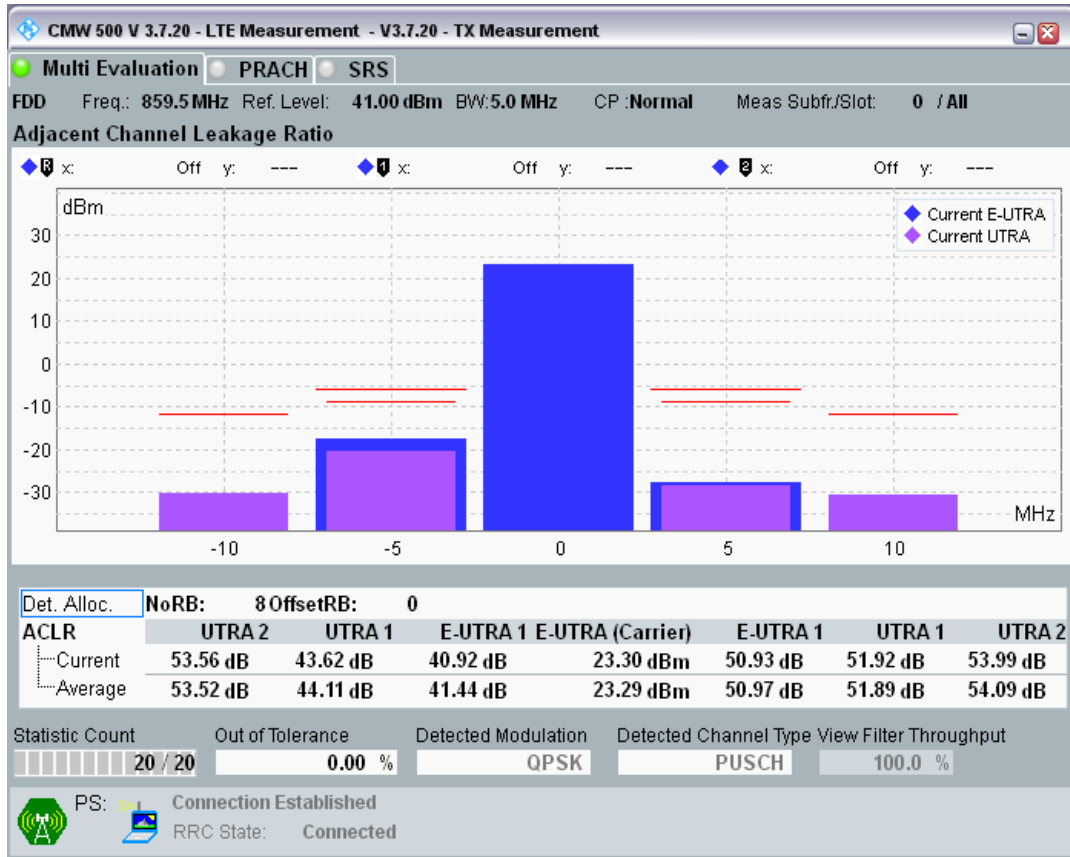 CMW 500 V 3.7.20 - LTE Measurement - V3.7.20 - TX Measurement
Multi Evaluation PRACH SRS
FDD Freq.: 859.5 MHz Ref. Level: 41.00 dBm BW:5.0 MHz CP :Normal Meas Subfr./Slot: 0 / All
Adjacent Channel Leakage Ratio
R x: Off y: --- 1 x: Off y: --- 2 x: Off y: ---
dBm
Current E-UTRA
Current UTRA
30
20
10
0
-10
-20
-30
MHz
-10 -5 0 5 10
Det. Alloc. NoRB: 8 OffsetRB: 0
ACLR UTRA 2 UTRA 1 E-UTRA 1 E-UTRA (Carrier) E-UTRA 1 UTRA 1 UTRA 2
Current 53.56 dB 43.62 dB 40.92 dB 23.30 dBm 50.93 dB 51.92 dB 53.99 dB
Average 53.52 dB 44.11 dB 41.44 dB 23.29 dBm 50.97 dB 51.89 dB 54.09 dB
Statistic Count Out of Tolerance Detected Modulation Detected Channel Type View Filter Throughput
20 / 20 0.00 % QPSK PUSCH 100.0 %
PS: Connection Established
RRC State: Connected